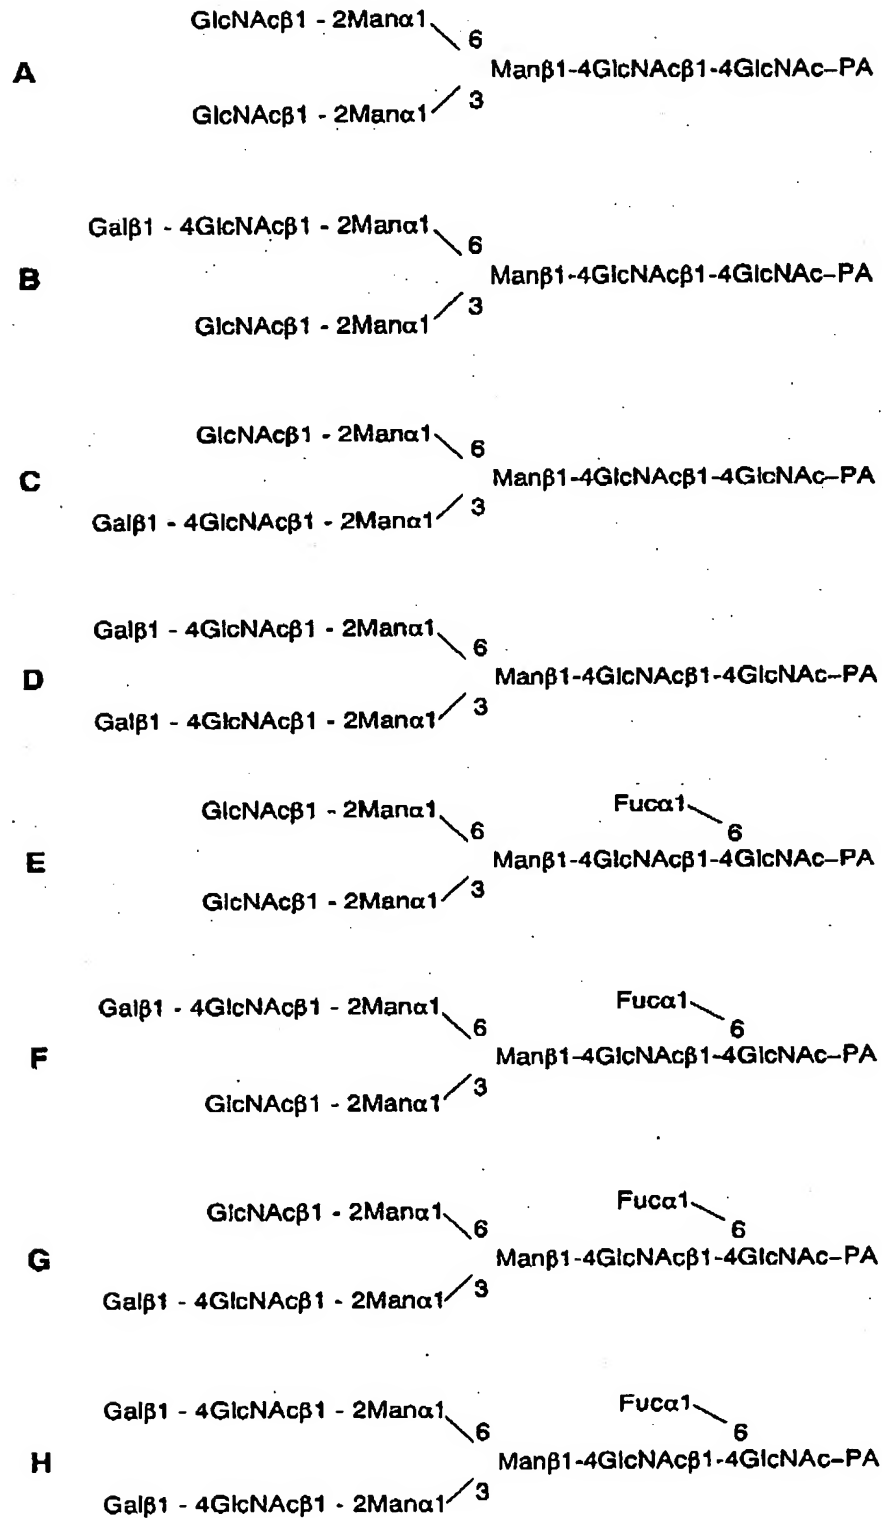 GlcNAcβ1 - 2Manα1
6
A
Manβ1-4GlcNAcβ1-4GlcNAc-PA
3
GlcNAcβ1 - 2Manα1
Galβ1 - 4GlcNAcβ1 - 2Manα1
6
B
Manβ1-4GlcNAcβ1-4GlcNAc-PA
3
GlcNAcβ1 - 2Manα1
GlcNAcβ1 - 2Manα1
6
C
Manβ1-4GlcNAcβ1-4GlcNAc-PA
3
Galβ1 - 4GlcNAcβ1 - 2Manα1
Galβ1 - 4GlcNAcβ1 - 2Manα1
6
D
Manβ1-4GlcNAcβ1-4GlcNAc-PA
3
Galβ1 - 4GlcNAcβ1 - 2Manα1
GlcNAcβ1 - 2Manα1
Fucα1
6
6
E
Manβ1-4GlcNAcβ1-4GlcNAc-PA
3
GlcNAcβ1 - 2Manα1
Galβ1 - 4GlcNAcβ1 - 2Manα1
Fucα1
6
6
F
Manβ1-4GlcNAcβ1-4GlcNAc-PA
3
GlcNAcβ1 - 2Manα1
GlcNAcβ1 - 2Manα1
Fucα1
6
6
G
Manβ1-4GlcNAcβ1-4GlcNAc-PA
3
Galβ1 - 4GlcNAcβ1 - 2Manα1
Galβ1 - 4GlcNAcβ1 - 2Manα1
Fucα1
6
6
H
Manβ1-4GlcNAcβ1-4GlcNAc-PA
3
Galβ1 - 4GlcNAcβ1 - 2Manα1